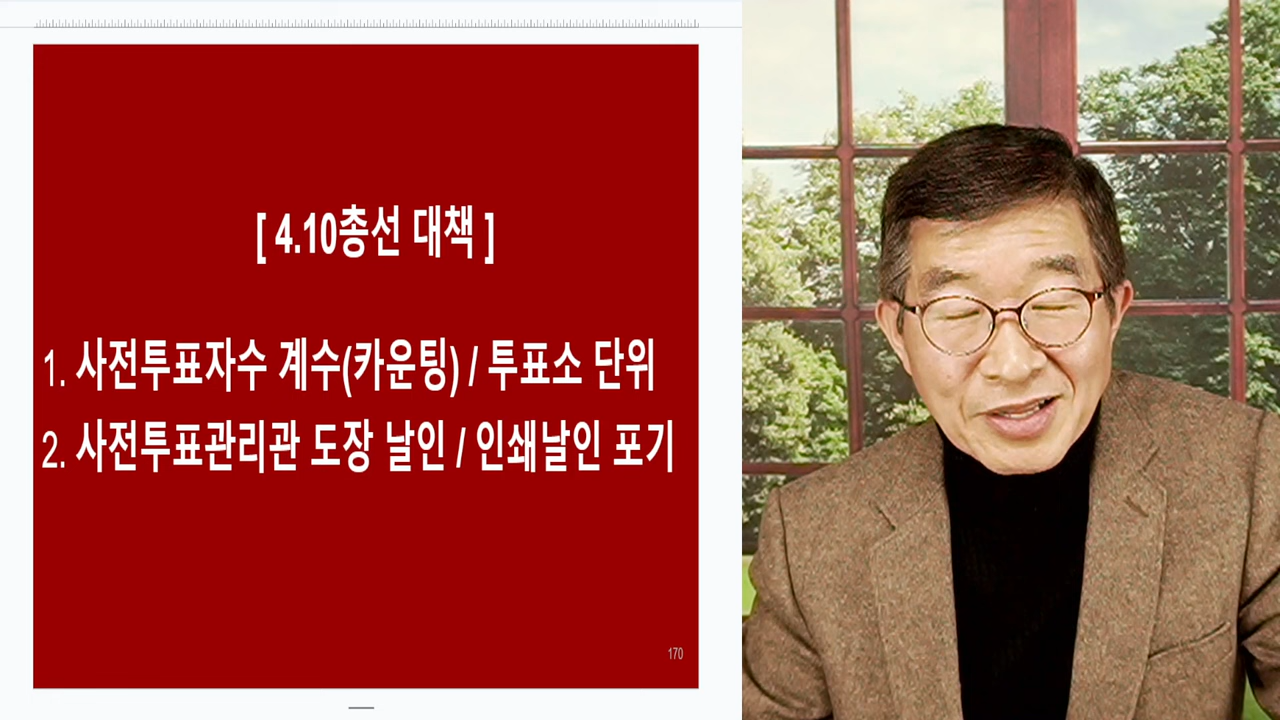 [ 4.10총선 대책 ]
1. 사전투표자수 계수(카운팅) / 투표소 단위
2. 사전투표관리관 도장 날인 / 인쇄날인 포기
170